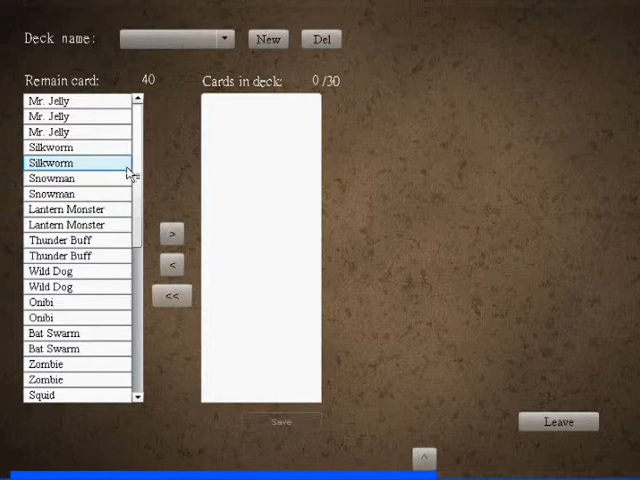 Deck name:
New
Del
Remain card: 40
Cards in deck: 0 /30
Mr. Jelly
Mr. Jelly
Mr. Jelly
Silkworm
Silkworm
Snowman
Snowman
Lantern Monster
Lantern Monster
Thunder Buff
Thunder Buff
Wild Dog
Wild Dog
Onibi
Onibi
Bat Swarm
Bat Swarm
Zombie
Zombie
Squid
>
<
<<
Save
Leave
^